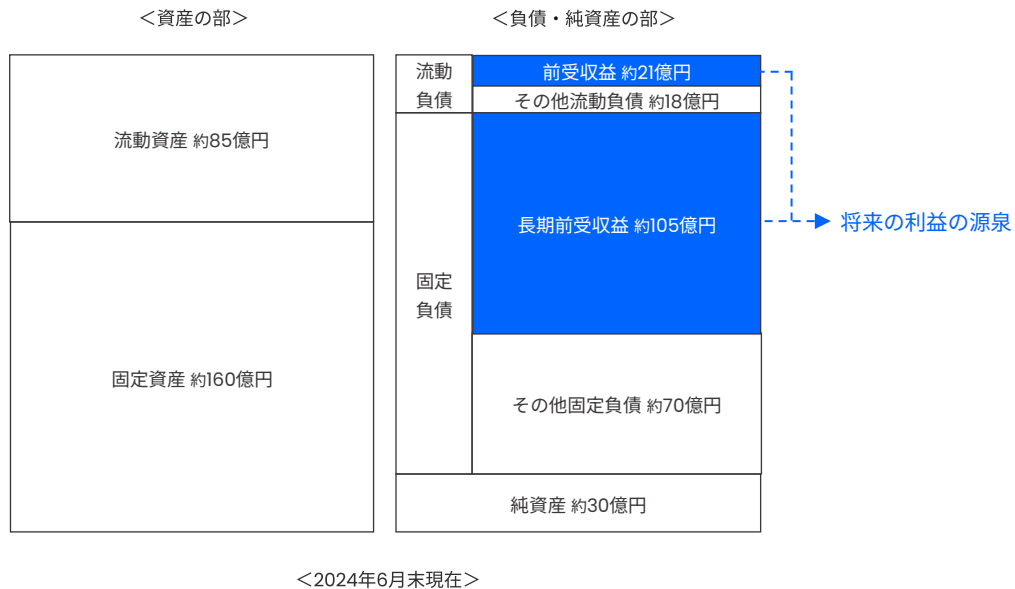 ＜資産の部＞
＜負債・純資産の部＞
流動資産 約85億円
固定資産 約160億円
流動
負債
前受収益 約21億円
その他流動負債 約18億円
固定
負債
長期前受収益 約105億円
その他固定負債 約70億円
純資産 約30億円
将来の利益の源泉
＜2024年6月末現在＞